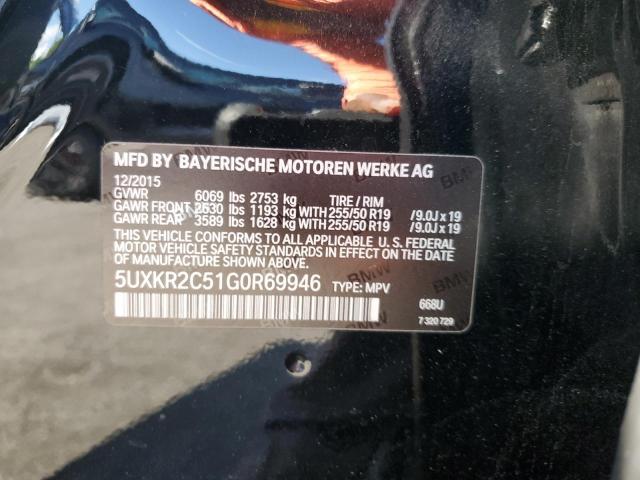 MFD BY BAYERISCHE MOTOREN WERKE AG
12/2015
GVWR 6069 lbs 2753 kg TIRE / RIM
GAWR FRONT 2630 lbs 1193 kg WITH 255/50 R19 /9.0J x 19
GAWR REAR 3589 lbs 1628 kg WITH 255/50 R19 /9.0J x 19
THIS VEHICLE CONFORMS TO ALL APPLICABLE U. S. FEDERAL
MOTOR VEHICLE SAFETY STANDARDS IN EFFECT ON THE DATE
OF MANUFACTURE SHOWN ABOVE.
5UXKR2C51G0R69946 TYPE: MPV
668U
7 320 729